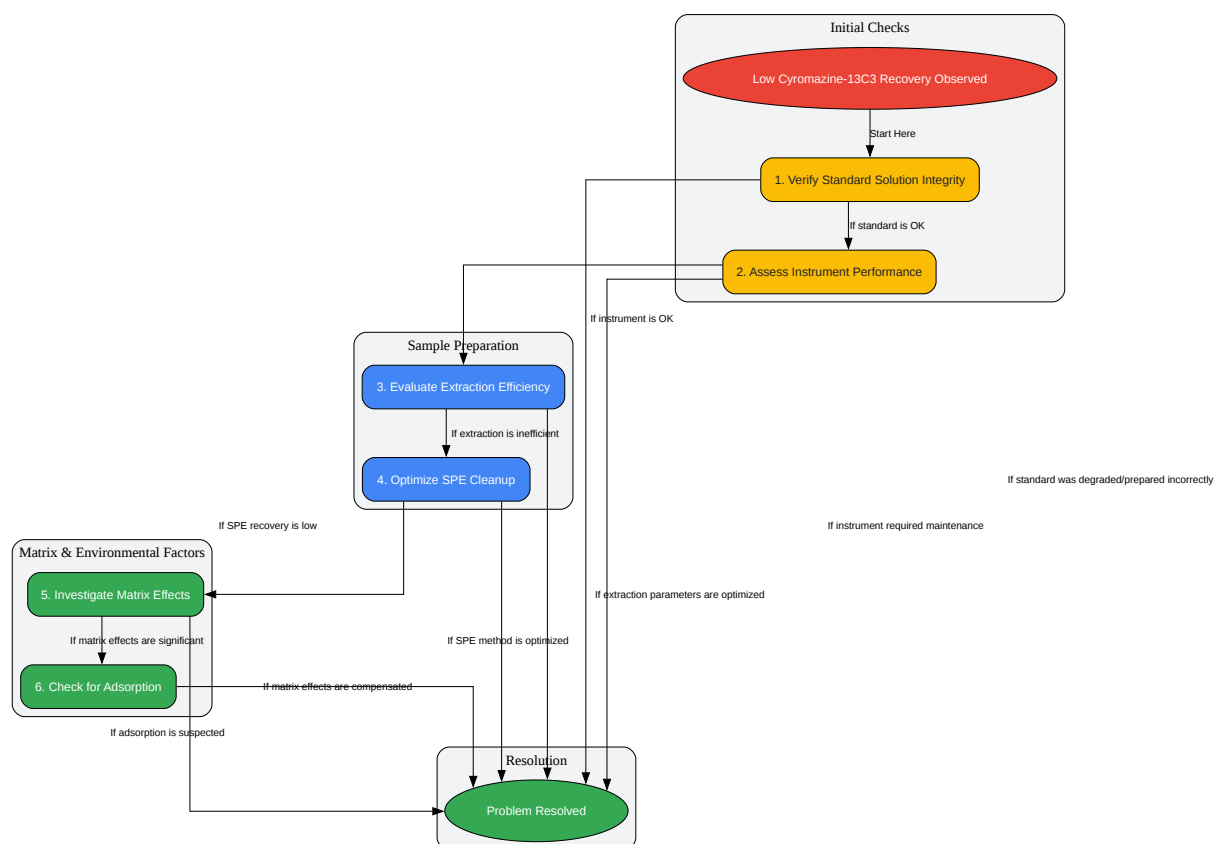 Initial Checks
Low Cyromazine-13C3 Recovery Observed
Start Here
1. Verify Standard Solution Integrity
If standard is OK
2. Assess Instrument Performance
If instrument is OK
Sample Preparation
3. Evaluate Extraction Efficiency
If extraction is inefficient
4. Optimize SPE Cleanup
If standard was degraded/prepared incorrectly
If SPE recovery is low
If instrument required maintenance
Matrix & Environmental Factors
5. Investigate Matrix Effects
If extraction parameters are optimized
If matrix effects are significant
If SPE method is optimized
6. Check for Adsorption
If matrix effects are compensated
If adsorption is suspected
Resolution
Problem Resolved